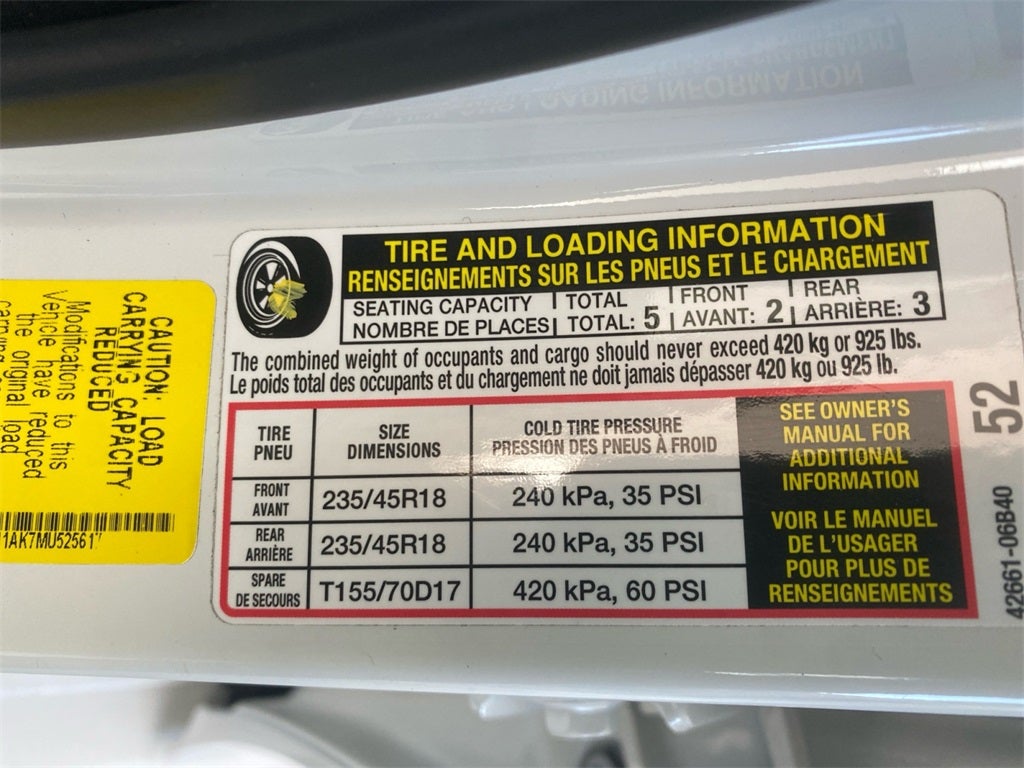 TIRE AND LOADING INFORMATION
RENSEIGNEMENTS SUR LES PNEUS ET LE CHARGEMENT
SEATING CAPACITY TOTAL FRONT REAR
NOMBRE DE PLACES TOTAL: 5 AVANT: 2 ARRIÈRE: 3
The combined weight of occupants and cargo should never exceed 420 kg or 925 lbs.
Le poids total des occupants et du chargement ne doit jamais dépasser 420 kg ou 925 lb.
TIRE
PNEU
SIZE
DIMENSIONS
COLD TIRE PRESSURE
PRESSION DES PNEUS À FROID
FRONT
AVANT
235/45R18
240 kPa, 35 PSI
REAR
ARRIÈRE
235/45R18
240 kPa, 35 PSI
SPARE
DE SECOURS
T155/70D17
420 kPa, 60 PSI
SEE OWNER'S
MANUAL FOR
ADDITIONAL
INFORMATION
VOIR LE MANUEL
DE L'USAGER
POUR PLUS DE
RENSEIGNEMENTS
52
42661-06B40
CAUTION: LOAD
CARRYING CAPACITY
REDUCED
Modifications to this
Vehicle have reduced
the original load
1AK7MU52561
LOADING INFORMATION